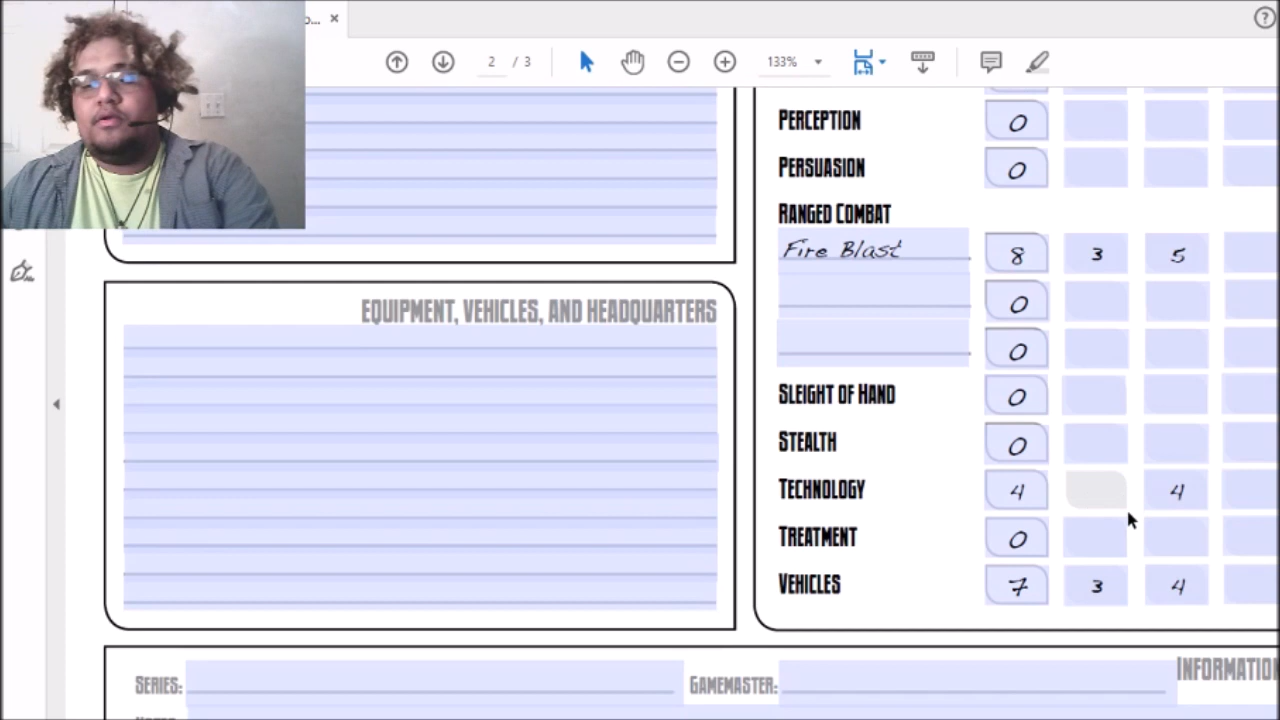 o...
2 / 3
133%
PERCEPTION 0
PERSUASION 0
RANGED COMBAT
Fire Blast 8 3 5
0
0
SLEIGHT OF HAND 0
STEALTH 0
TECHNOLOGY 4 4
TREATMENT 0
VEHICLES 7 3 4
EQUIPMENT, VEHICLES, AND HEADQUARTERS
INFORMATION
SERIES: GAMEMASTER: